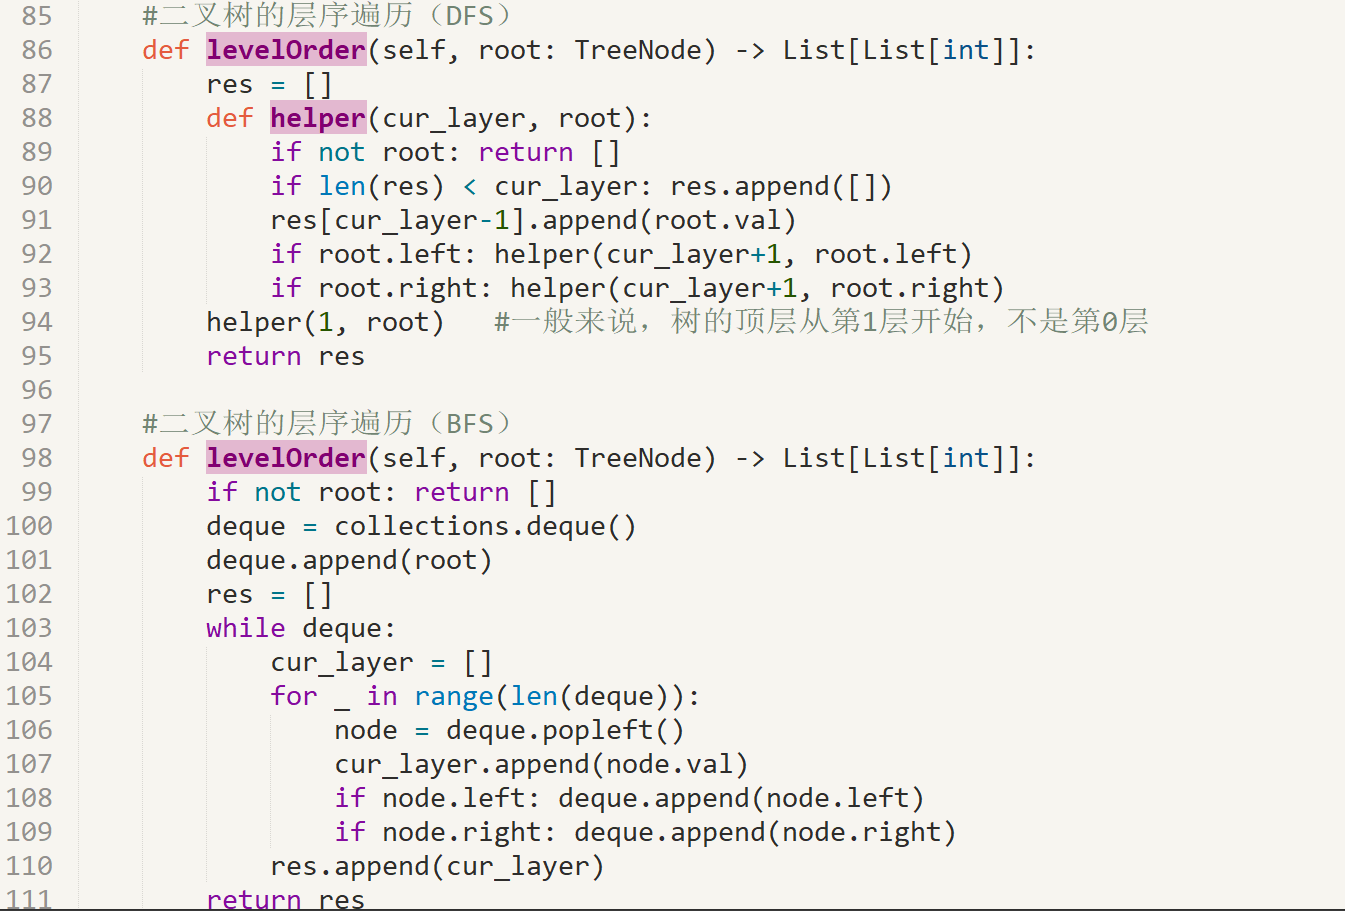 85 #二叉树的层序遍历（DFS）
86 def levelOrder(self, root: TreeNode) -> List[List[int]]:
87 res = []
88 def helper(cur_layer, root):
89 if not root: return []
90 if len(res) < cur_layer: res.append([])
91 res[cur_layer-1].append(root.val)
92 if root.left: helper(cur_layer+1, root.left)
93 if root.right: helper(cur_layer+1, root.right)
94 helper(1, root) #一般来说，树的顶层从第1层开始，不是第0层
95 return res
96
97 #二叉树的层序遍历（BFS）
98 def levelOrder(self, root: TreeNode) -> List[List[int]]:
99 if not root: return []
100 deque = collections.deque()
101 deque.append(root)
102 res = []
103 while deque:
104 cur_layer = []
105 for _ in range(len(deque)):
106 node = deque.popleft()
107 cur_layer.append(node.val)
108 if node.left: deque.append(node.left)
109 if node.right: deque.append(node.right)
110 res.append(cur_layer)
111 return res